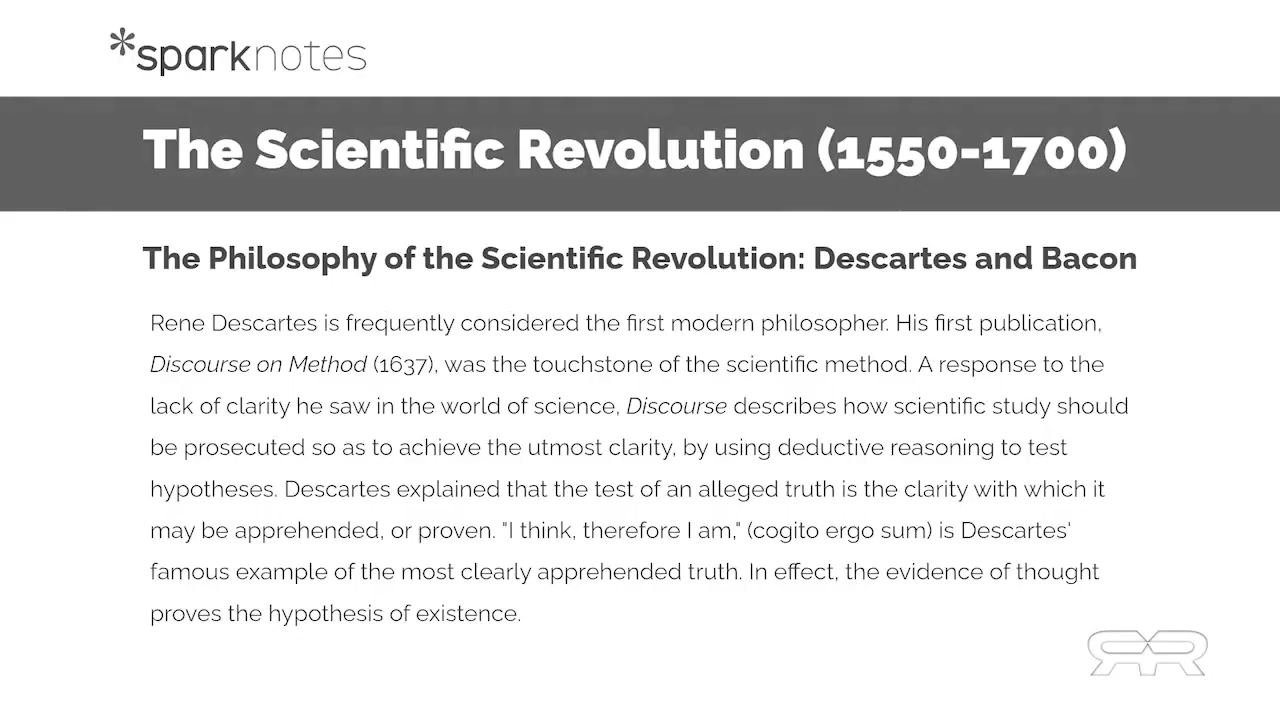 *sparknotes
The Scientific Revolution (1550-1700)
The Philosophy of the Scientific Revolution: Descartes and Bacon
Rene Descartes is frequently considered the first modern philosopher. His first publication,
Discourse on Method (1637), was the touchstone of the scientific method. A response to the
lack of clarity he saw in the world of science, Discourse describes how scientific study should
be prosecuted so as to achieve the utmost clarity, by using deductive reasoning to test
hypotheses. Descartes explained that the test of an alleged truth is the clarity with which it
may be apprehended, or proven. "I think, therefore I am," (cogito ergo sum) is Descartes'
famous example of the most clearly apprehended truth. In effect, the evidence of thought
proves the hypothesis of existence.
RR